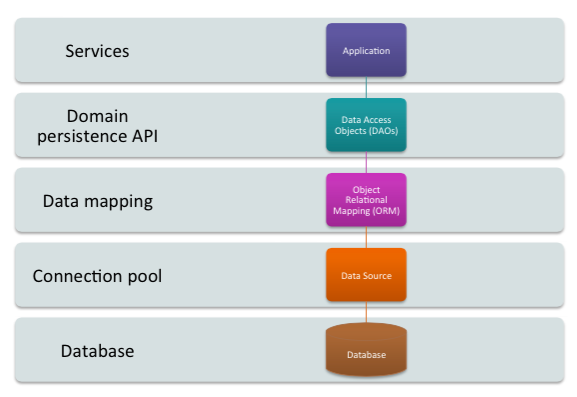 Services
Application
Domain
persistence API
Data Access
Objects (DAOs)
Data mapping
Object
Relational
Mapping (ORM)
Connection pool
Data Source
Database
Database